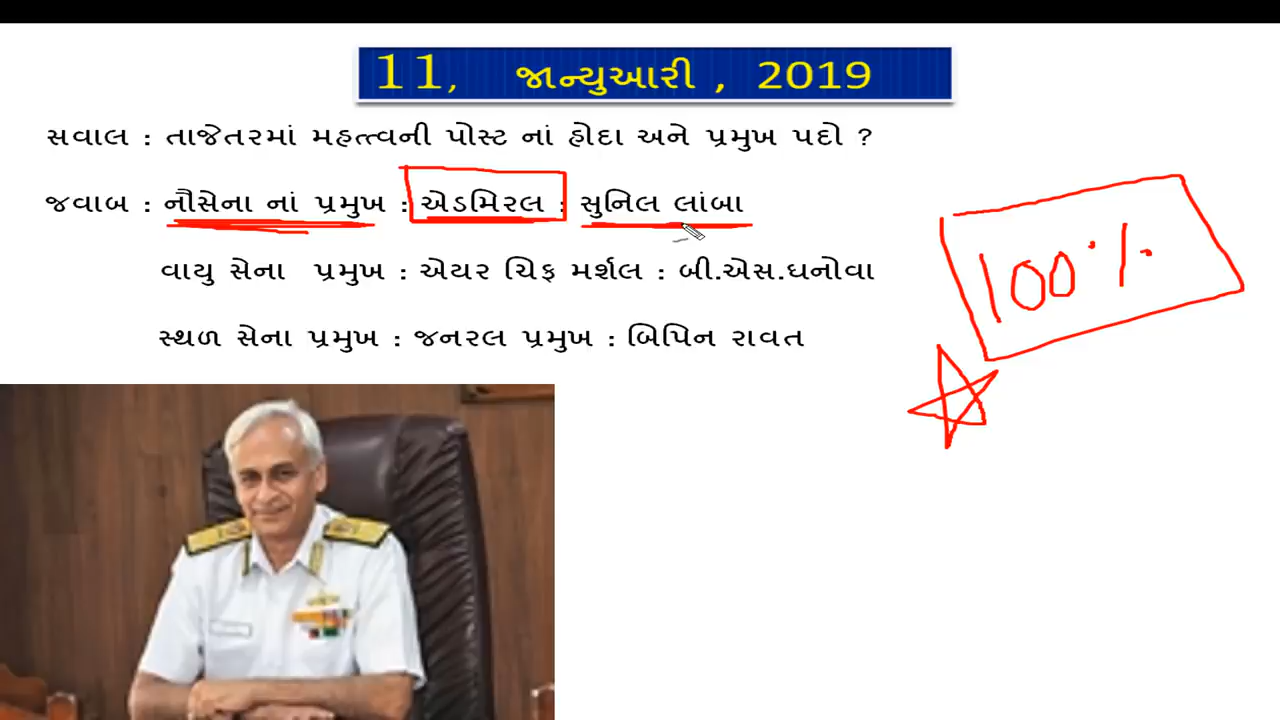 11, જાન્યુઆરી , 2019
સવાલ : તાજેતરમાં મહત્ત્વની પોસ્ટ નાં હોદા અને પ્રમુખ પદો ?
જવાબ : નૌસેના નાં પ્રમુખ : એડમિરલ : સુનિલ લાંબા
વાયુ સેના પ્રમુખ : એયર ચિફ મર્શલ : બી.એસ.ઘનોવા
સ્થળ સેના પ્રમુખ : જનરલ પ્રમુખ : બિપિન રાવત
100 %